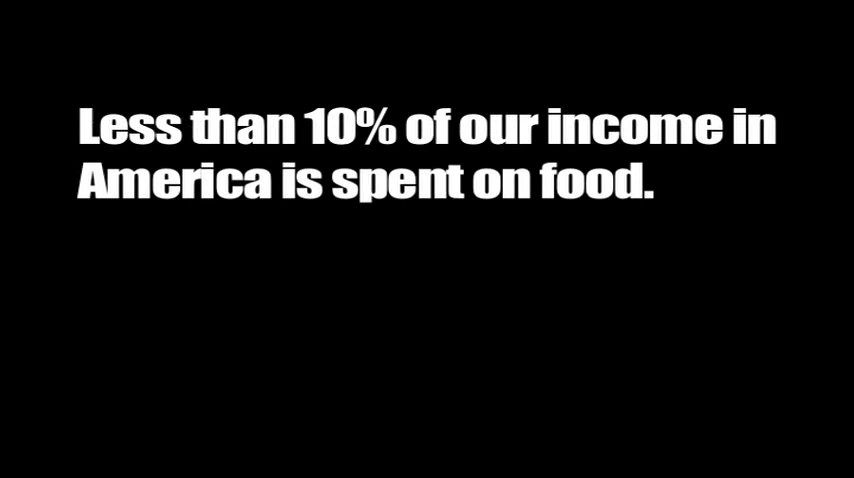 Less than 10% of our income in
America is spent on food.